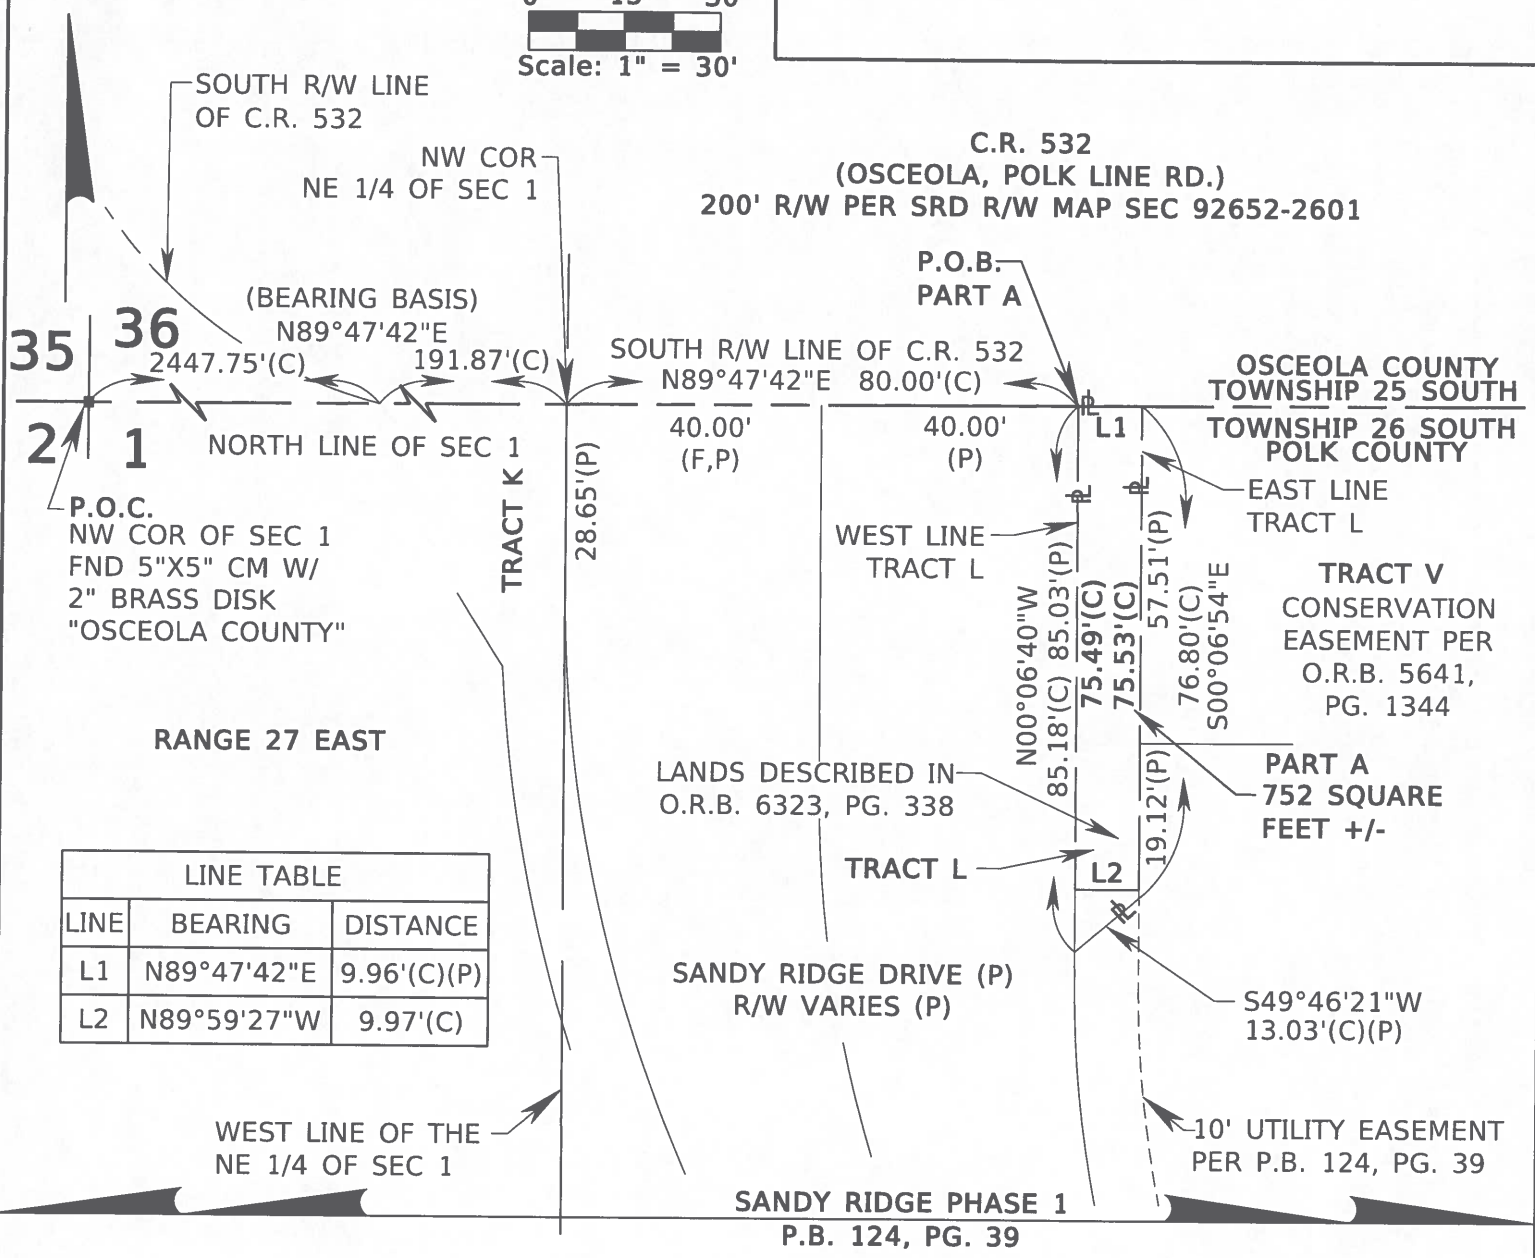 Scale: 1" = 30'
SOUTH R/W LINE
OF C.R. 532
NW COR
NE 1/4 OF SEC 1
C.R. 532
(OSCEOLA, POLK LINE RD.)
200' R/W PER SRD R/W MAP SEC 92652-2601
P.O.B.
PART A
(BEARING BASIS)
N89°47'42"E
2447.75'(C)
191.87'(C)
35
36
2
1
SOUTH R/W LINE OF C.R. 532
N89°47'42"E 80.00'(C)
OSCEOLA COUNTY
TOWNSHIP 25 SOUTH
TOWNSHIP 26 SOUTH
POLK COUNTY
NORTH LINE OF SEC 1
40.00'
(F,P)
40.00'
(P)
L1
P.O.C.
NW COR OF SEC 1
FND 5"X5" CM W/
2" BRASS DISK
"OSCEOLA COUNTY"
TRACT K
28.65'(P)
WEST LINE
TRACT L
EAST LINE
TRACT L
N00°06'40"W
85.18'(C) 85.03'(P)
75.49'(C)
75.53'(C)
57.51'(P)
76.80'(C)
S00°06'54"E
TRACT V
CONSERVATION
EASEMENT PER
O.R.B. 5641,
PG. 1344
RANGE 27 EAST
LANDS DESCRIBED IN
O.R.B. 6323, PG. 338
19.12'(P)
PART A
752 SQUARE
FEET +/-
TRACT L
L2
LINE TABLE
LINE BEARING DISTANCE
L1 N89°47'42"E 9.96'(C)(P)
L2 N89°59'27"W 9.97'(C)
SANDY RIDGE DRIVE (P)
R/W VARIES (P)
S49°46'21"W
13.03'(C)(P)
WEST LINE OF THE
NE 1/4 OF SEC 1
10' UTILITY EASEMENT
PER P.B. 124, PG. 39
SANDY RIDGE PHASE 1
P.B. 124, PG. 39